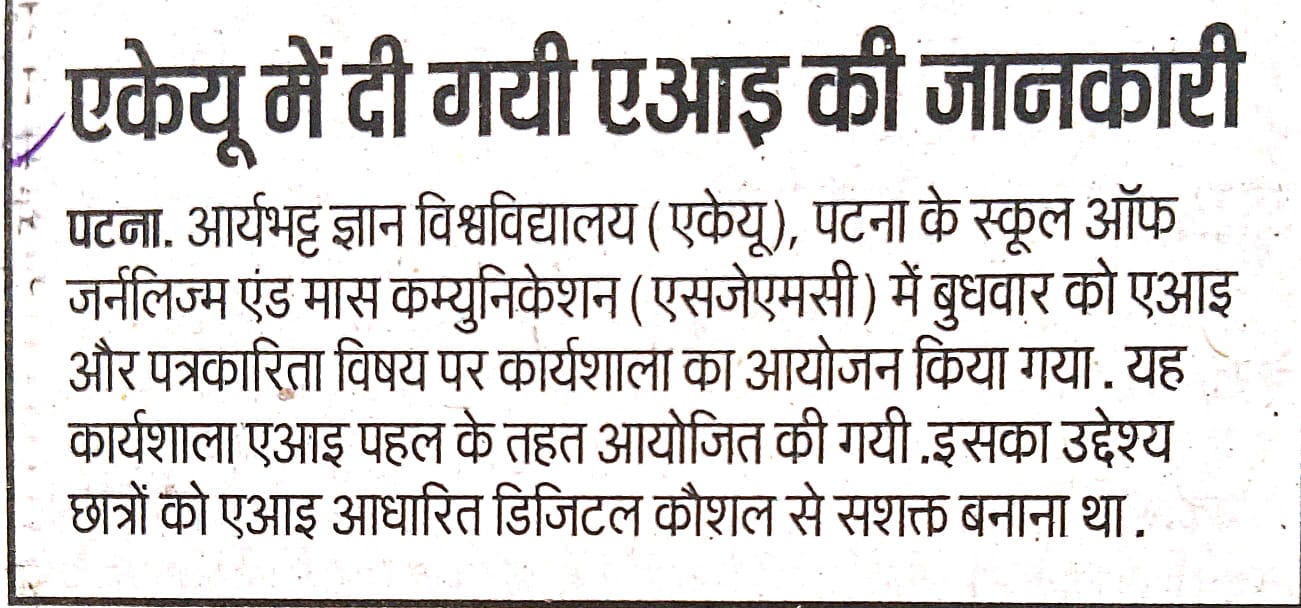 एकेयू में दी गयी एआइ की जानकारी
पटना. आर्यभट्ट ज्ञान विश्वविद्यालय (एकेयू), पटना के स्कूल ऑफ
जर्नलिज्म एंड मास कम्युनिकेशन (एसजेएमसी) में बुधवार को एआइ
और पत्रकारिता विषय पर कार्यशाला का आयोजन किया गया. यह
कार्यशाला एआइ पहल के तहत आयोजित की गयी.इसका उद्देश्य
छात्रों को एआइ आधारित डिजिटल कौशल से सशक्त बनाना था.